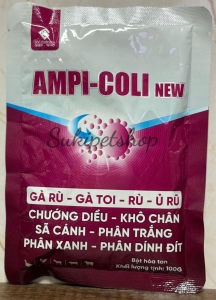 AMPI-COLI NEW
Sukipetshop
GÀ RÙ - GÀ TOI - RÙ - Ủ RŨ
CHƯỚNG DIỀU - KHÔ CHÂN
SÃ CÁNH - PHÂN TRẮNG
PHÂN XANH - PHÂN DÍNH ĐÍT
Bột hòa tan
Khối lượng tịnh: 100G